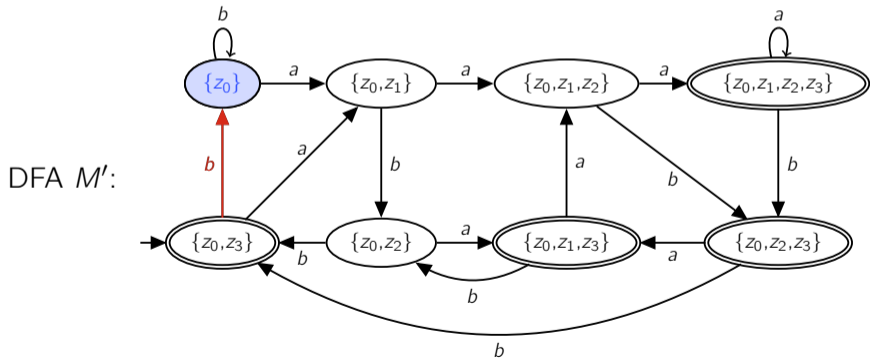 b a
{z₀} a {z₀,z₁} a {z₀,z₁,z₂} a {z₀,z₁,z₂,z₃}
b a b a b b
DFA M′:
{z₀,z₃} b {z₀,z₂} a {z₀,z₁,z₃} a {z₀,z₂,z₃}
b
b